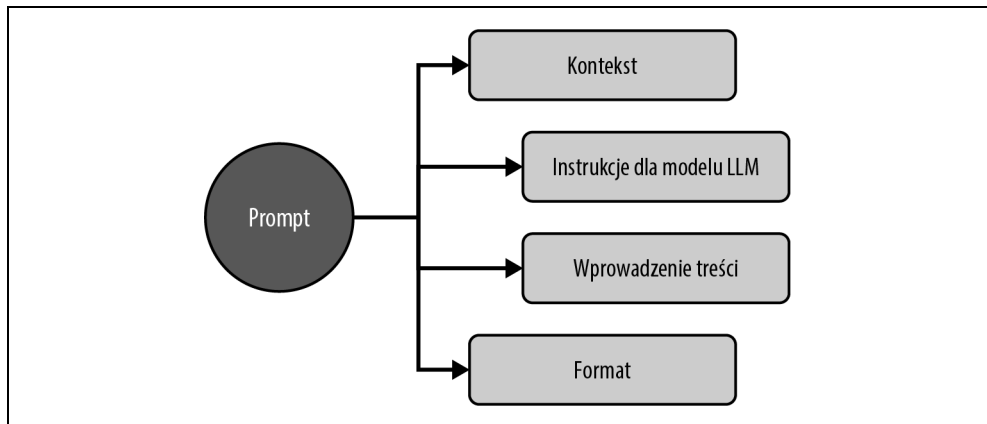 Kontekst
Instrukcje dla modelu LLM
Prompt
Wprowadzenie treści
Format